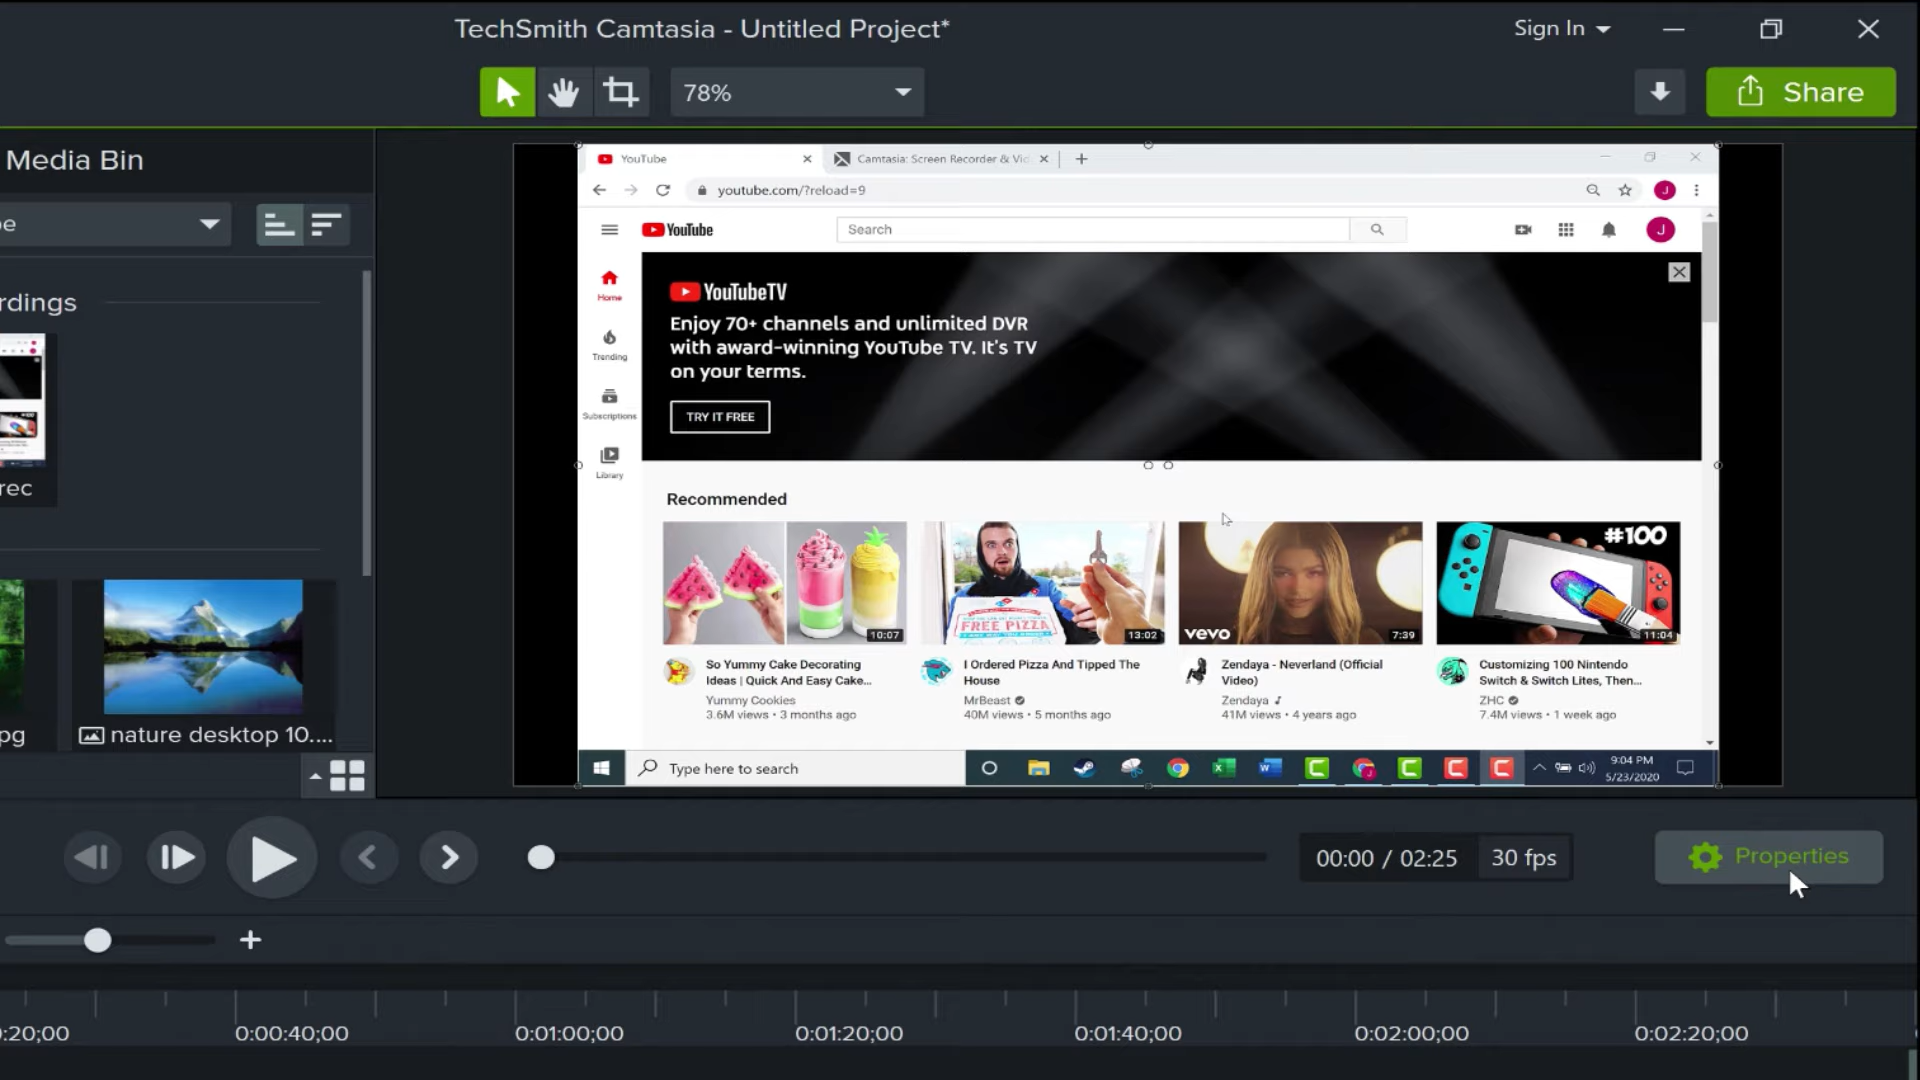 TechSmith Camtasia - Untitled Project*
Sign In
78%
Share
Media Bin
pe
rdings
rec
pg
nature desktop 10....
YouTube
Camtasia: Screen Recorder & Vid
youtube.com/?reload=9
J
YouTube
Search
J
Home
Trending
Subscriptions
Library
YouTubeTV
Enjoy 70+ channels and unlimited DVR
with award-winning YouTube TV. It's TV
on your terms.
TRY IT FREE
Recommended
10:07
FREE PIZZA
13:02
vevo
7:39
#100
11:04
So Yummy Cake Decorating
Ideas | Quick And Easy Cake...
Yummy Cookies
3.6M views • 3 months ago
I Ordered Pizza And Tipped The
House
MrBeast
40M views • 5 months ago
Zendaya - Neverland (Official
Video)
Zendaya
41M views • 4 years ago
Customizing 100 Nintendo
Switch & Switch Lites, Then...
ZHC
7.4M views • 1 week ago
Type here to search
9:04 PM
5/23/2020
00:00 / 02:25
30 fps
Properties
:20;00
0:00:40;00
0:01:00;00
0:01:20;00
0:01:40;00
0:02:00;00
0:02:20;00